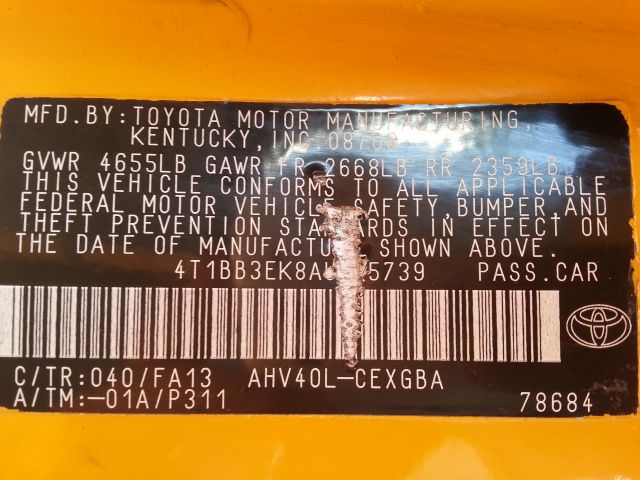 MFD.BY: TOYOTA MOTOR MANUFACTURING,
KENTUCKY, INC. 08/09
GVWR 4655LB GAWR FR 2668LB RR 2359LB
THIS VEHICLE CONFORMS TO ALL APPLICABLE
FEDERAL MOTOR VEHICLE SAFETY, BUMPER, AND
THEFT PREVENTION STANDARDS IN EFFECT ON
THE DATE OF MANUFACTURE SHOWN ABOVE.
PASS.CAR
C/TR: 040/FA13 AHV40L-CEXGBA
A/TM:-01A/P311 78684